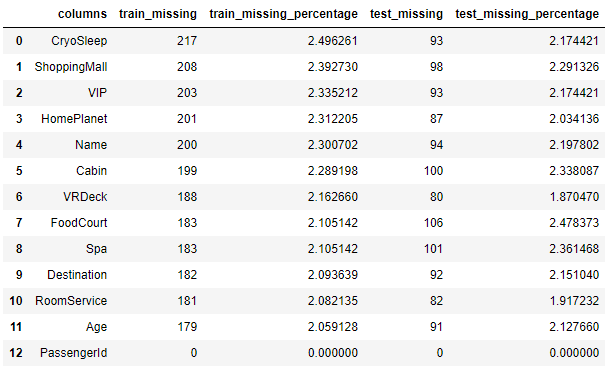 columns train_missing train_missing_percentage test_missing test_missing_percentage
0 CryoSleep 217 2.496261 93 2.174421
1 ShoppingMall 208 2.392730 98 2.291326
2 VIP 203 2.335212 93 2.174421
3 HomePlanet 201 2.312205 87 2.034136
4 Name 200 2.300702 94 2.197802
5 Cabin 199 2.289198 100 2.338087
6 VRDeck 188 2.162660 80 1.870470
7 FoodCourt 183 2.105142 106 2.478373
8 Spa 183 2.105142 101 2.361468
9 Destination 182 2.093639 92 2.151040
10 RoomService 181 2.082135 82 1.917232
11 Age 179 2.059128 91 2.127660
12 PassengerId 0 0.000000 0 0.000000